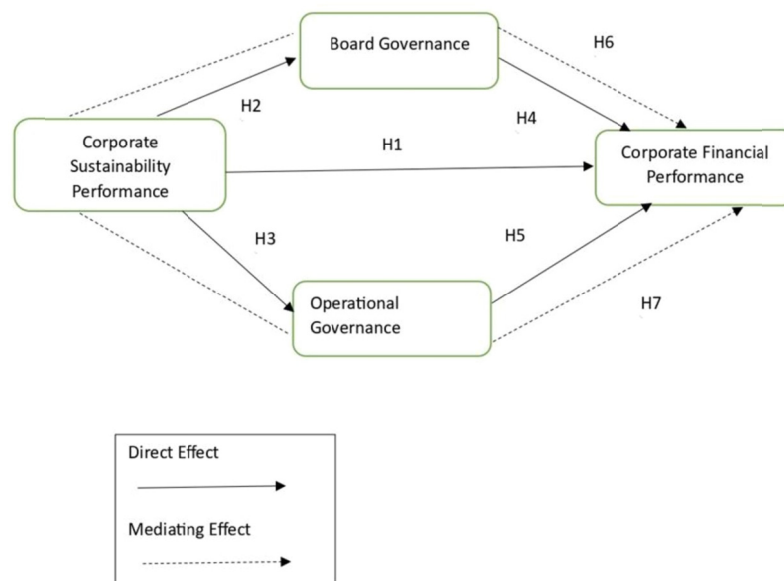 Board Governance
H6
H2
H4
Corporate
Sustainability
Performance
H1
Corporate Financial
Performance
H3
H5
Operational
Governance
H7
Direct Effect
Mediating Effect